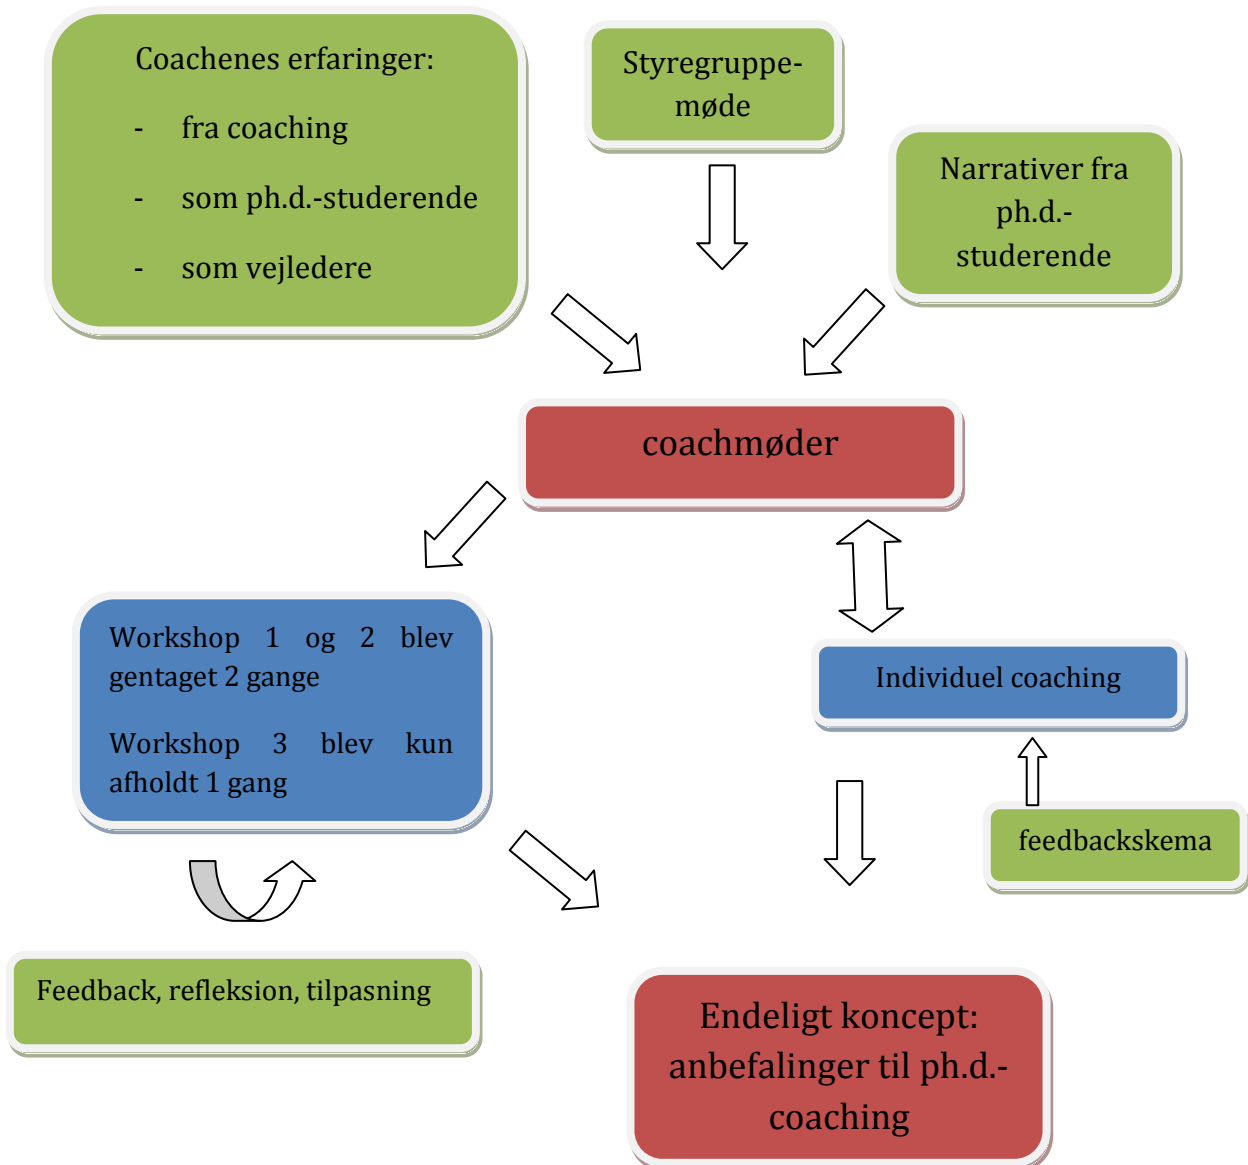 Coachenes erfaringer:
- fra coaching
- som ph.d.-studerende
- som vejledere
Styregruppe-
møde
Narrativer fra
ph.d.-
studerende
coachmøder
Workshop 1 og 2 blev
gentaget 2 gange
Workshop 3 blev kun
afholdt 1 gang
Individuel coaching
feedbackskema
Feedback, refleksion, tilpasning
Endeligt koncept:
anbefalinger til ph.d.-
coaching